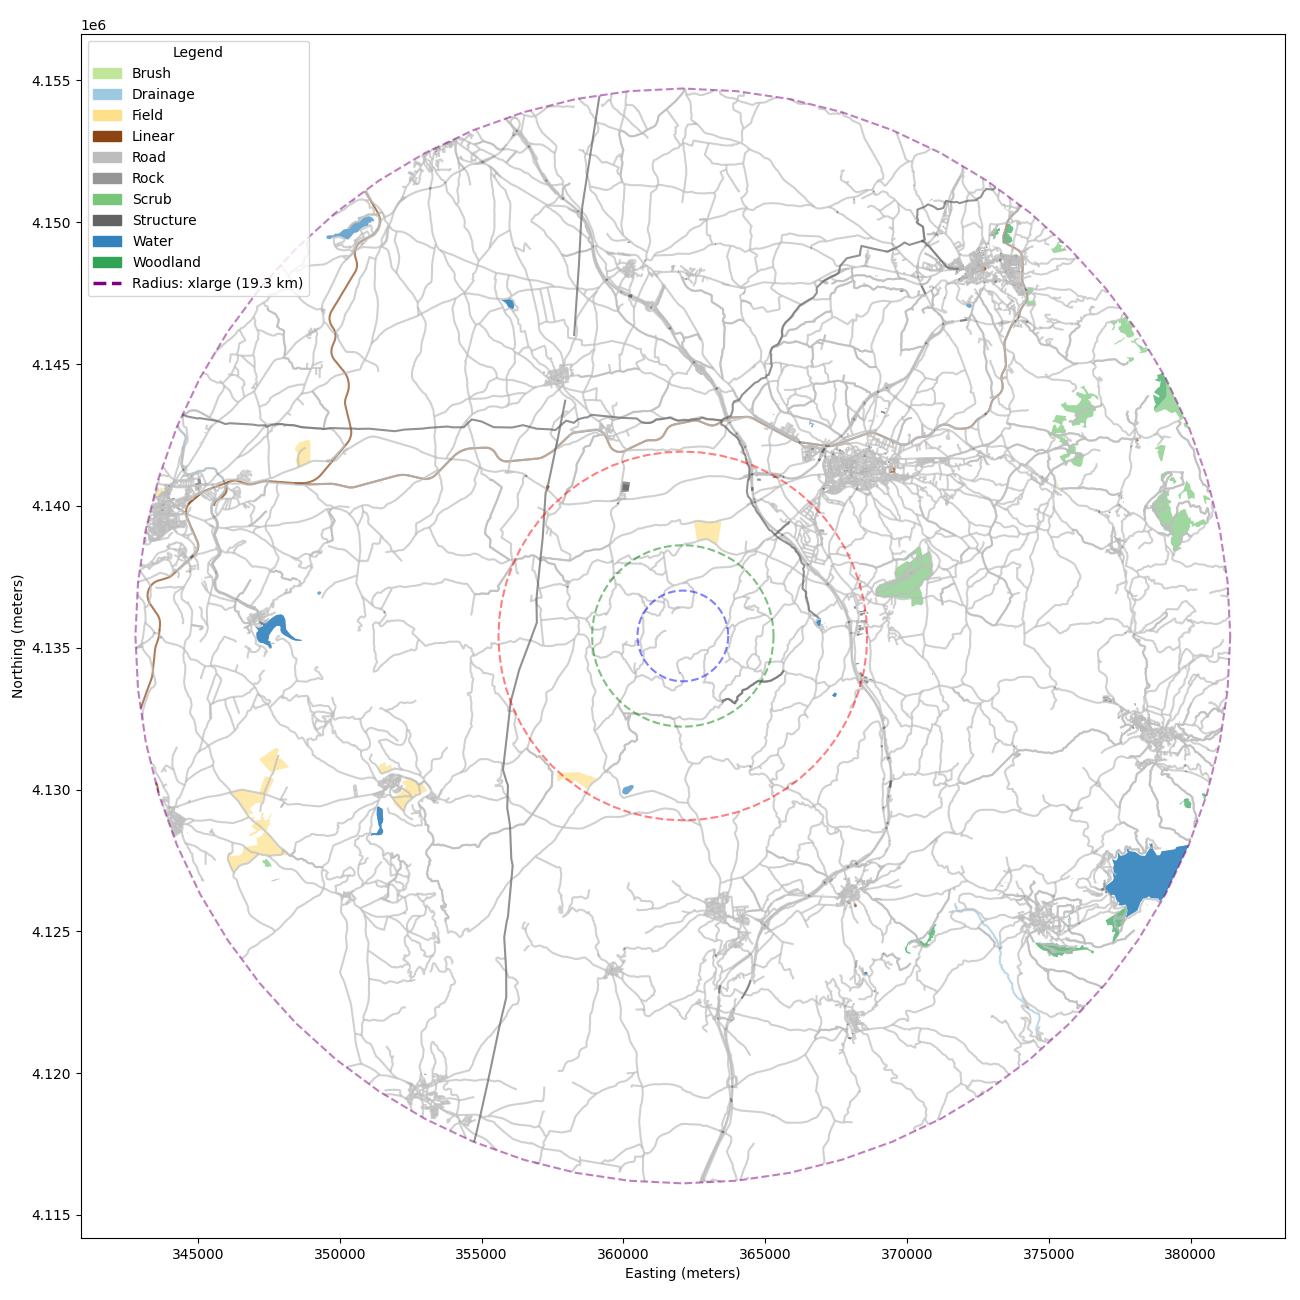 1e6
Legend
Brush
Drainage
Field
Linear
Road
Rock
Scrub
Structure
Water
Woodland
Radius: xlarge (19.3 km)
4.155
4.150
4.145
4.140
4.135
4.130
4.125
4.120
4.115
Northing (meters)
345000 350000 355000 360000 365000 370000 375000 380000
Easting (meters)